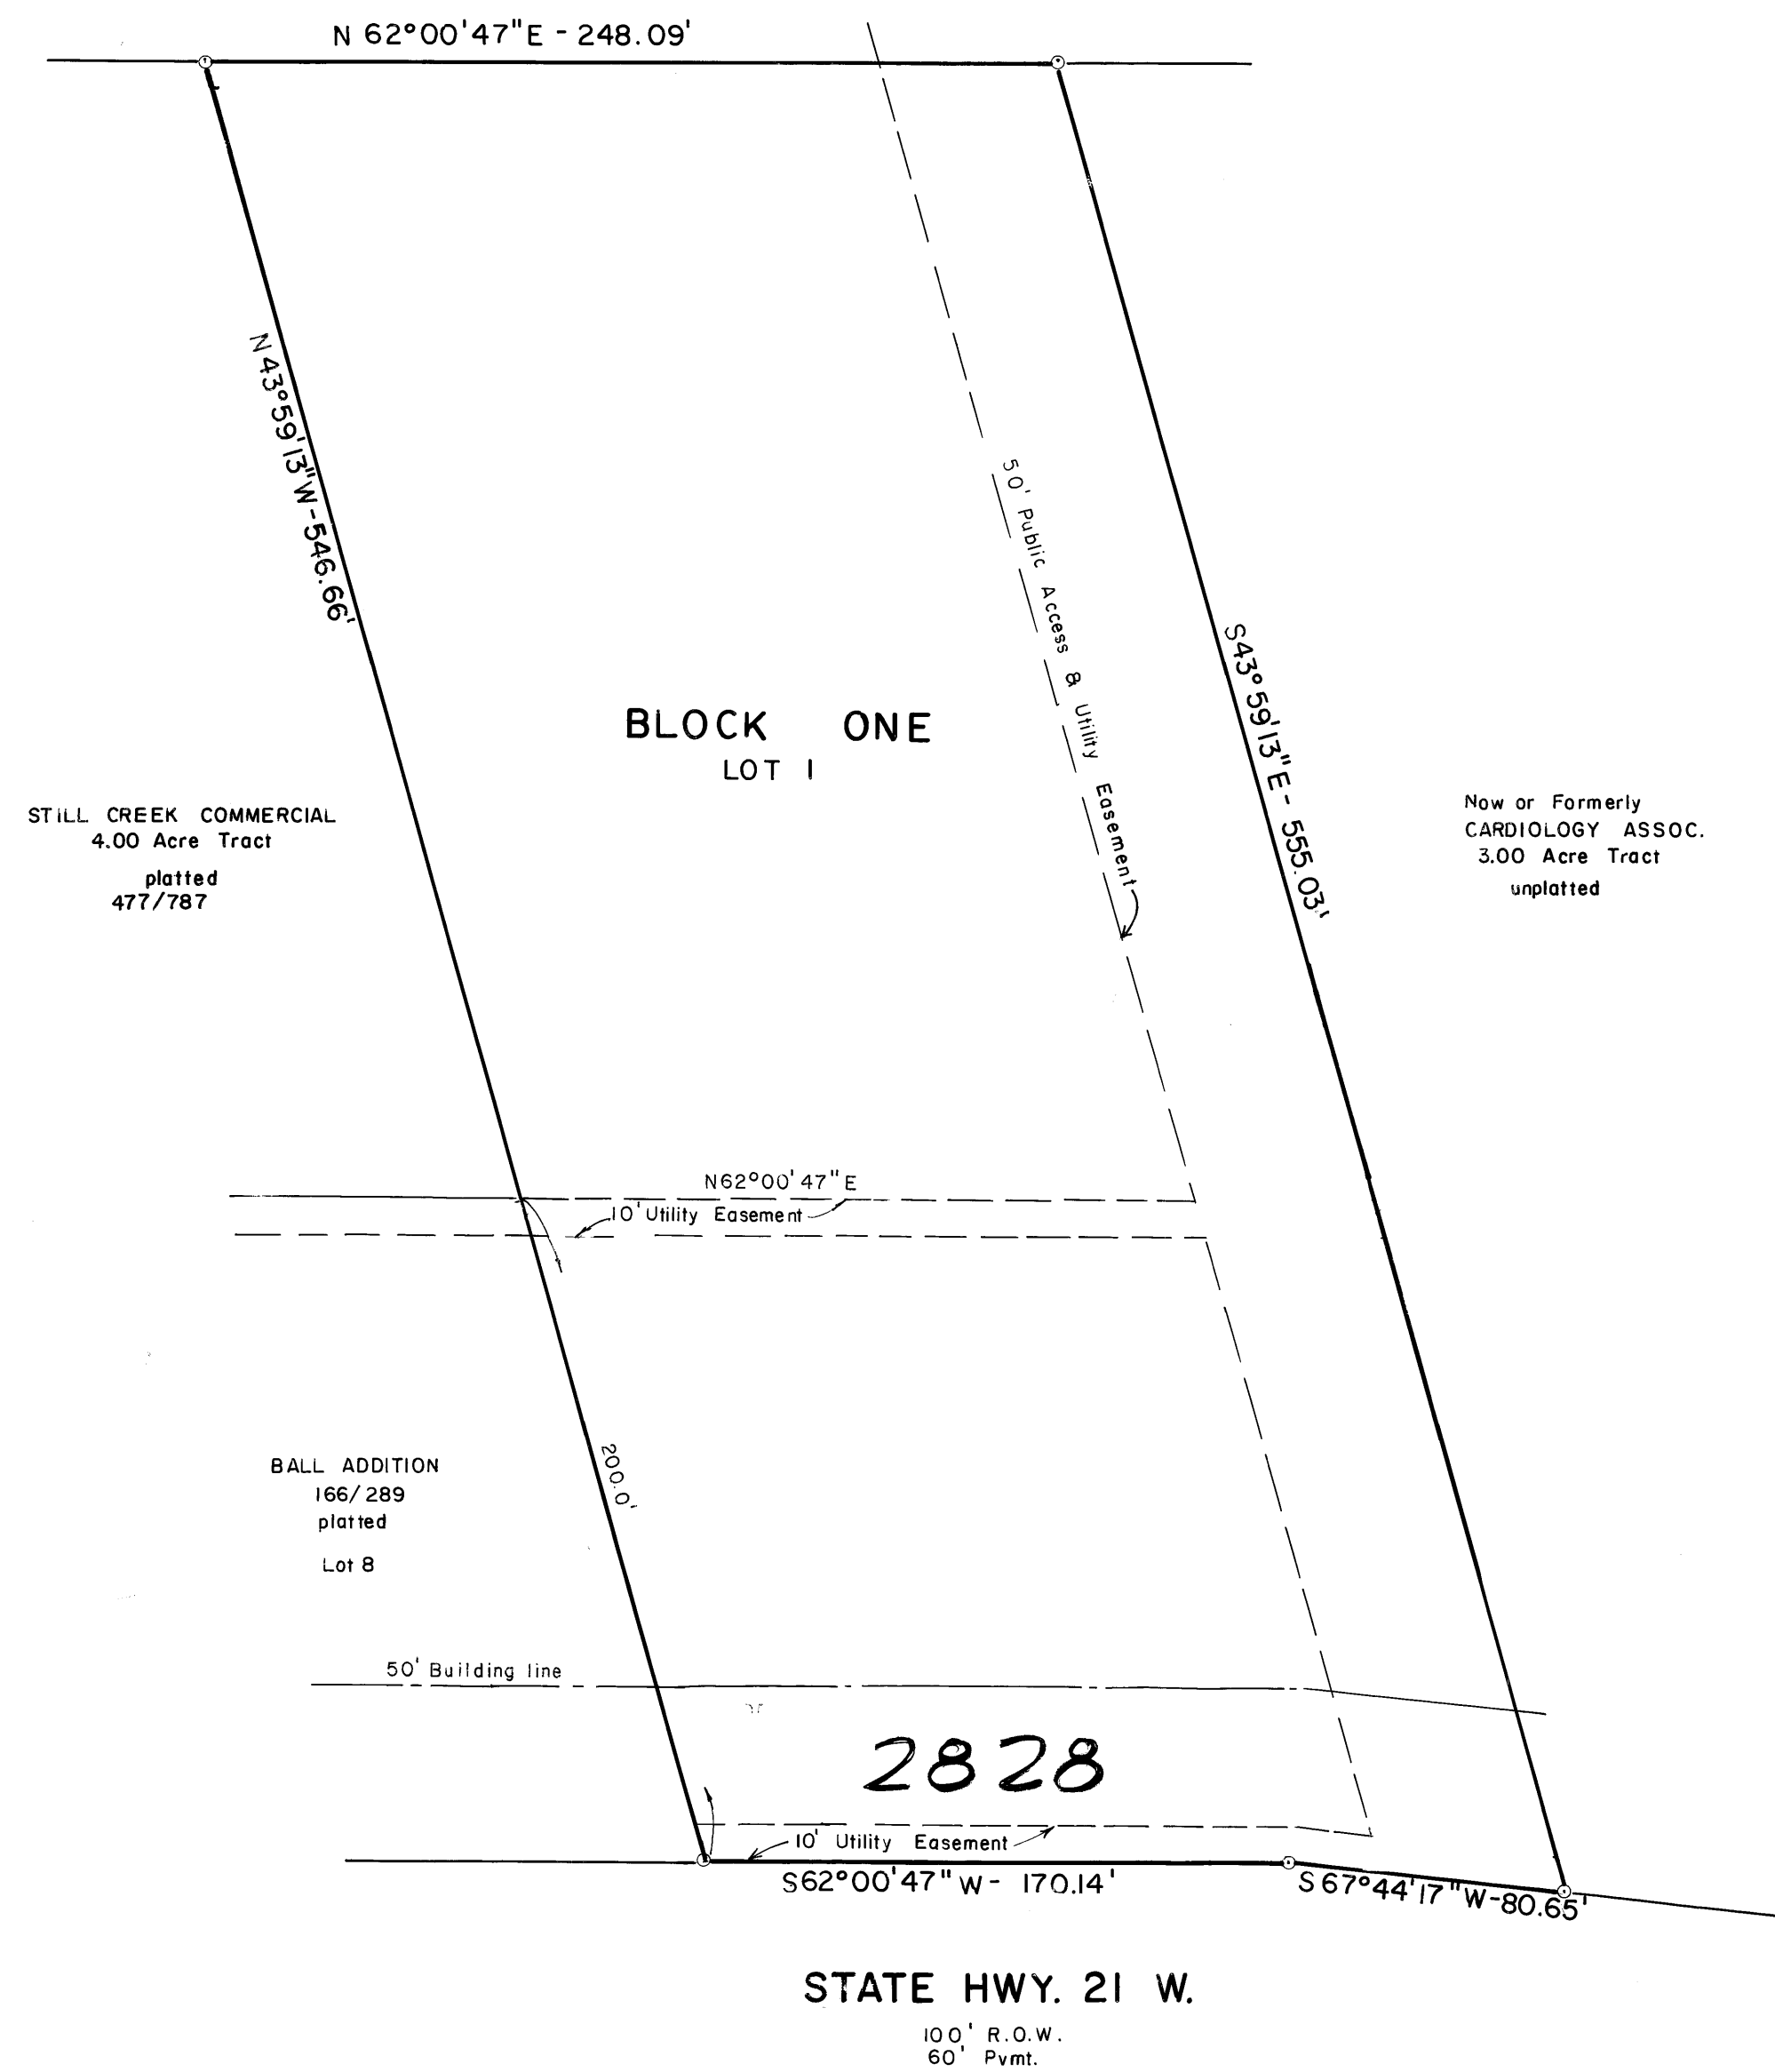 N 62°00'47"E - 248.09'
N 43°59'13"W-546.66'
50' Public Access & Utility Easement
S43°59'13"E - 555.03'
BLOCK ONE
LOT 1
STILL CREEK COMMERCIAL
4.00 Acre Tract
platted
477/787
Now or Formerly
CARDIOLOGY ASSOC.
3.00 Acre Tract
unplatted
N62°00'47"E
10' Utility Easement
200.0'
BALL ADDITION
166/289
platted
Lot 8
50' Building line
2828
10' Utility Easement
S62°00'47"W- 170.14'
S67°44'17"W-80.65'
STATE HWY. 21 W.
100' R.O.W.
60' Pvmt.